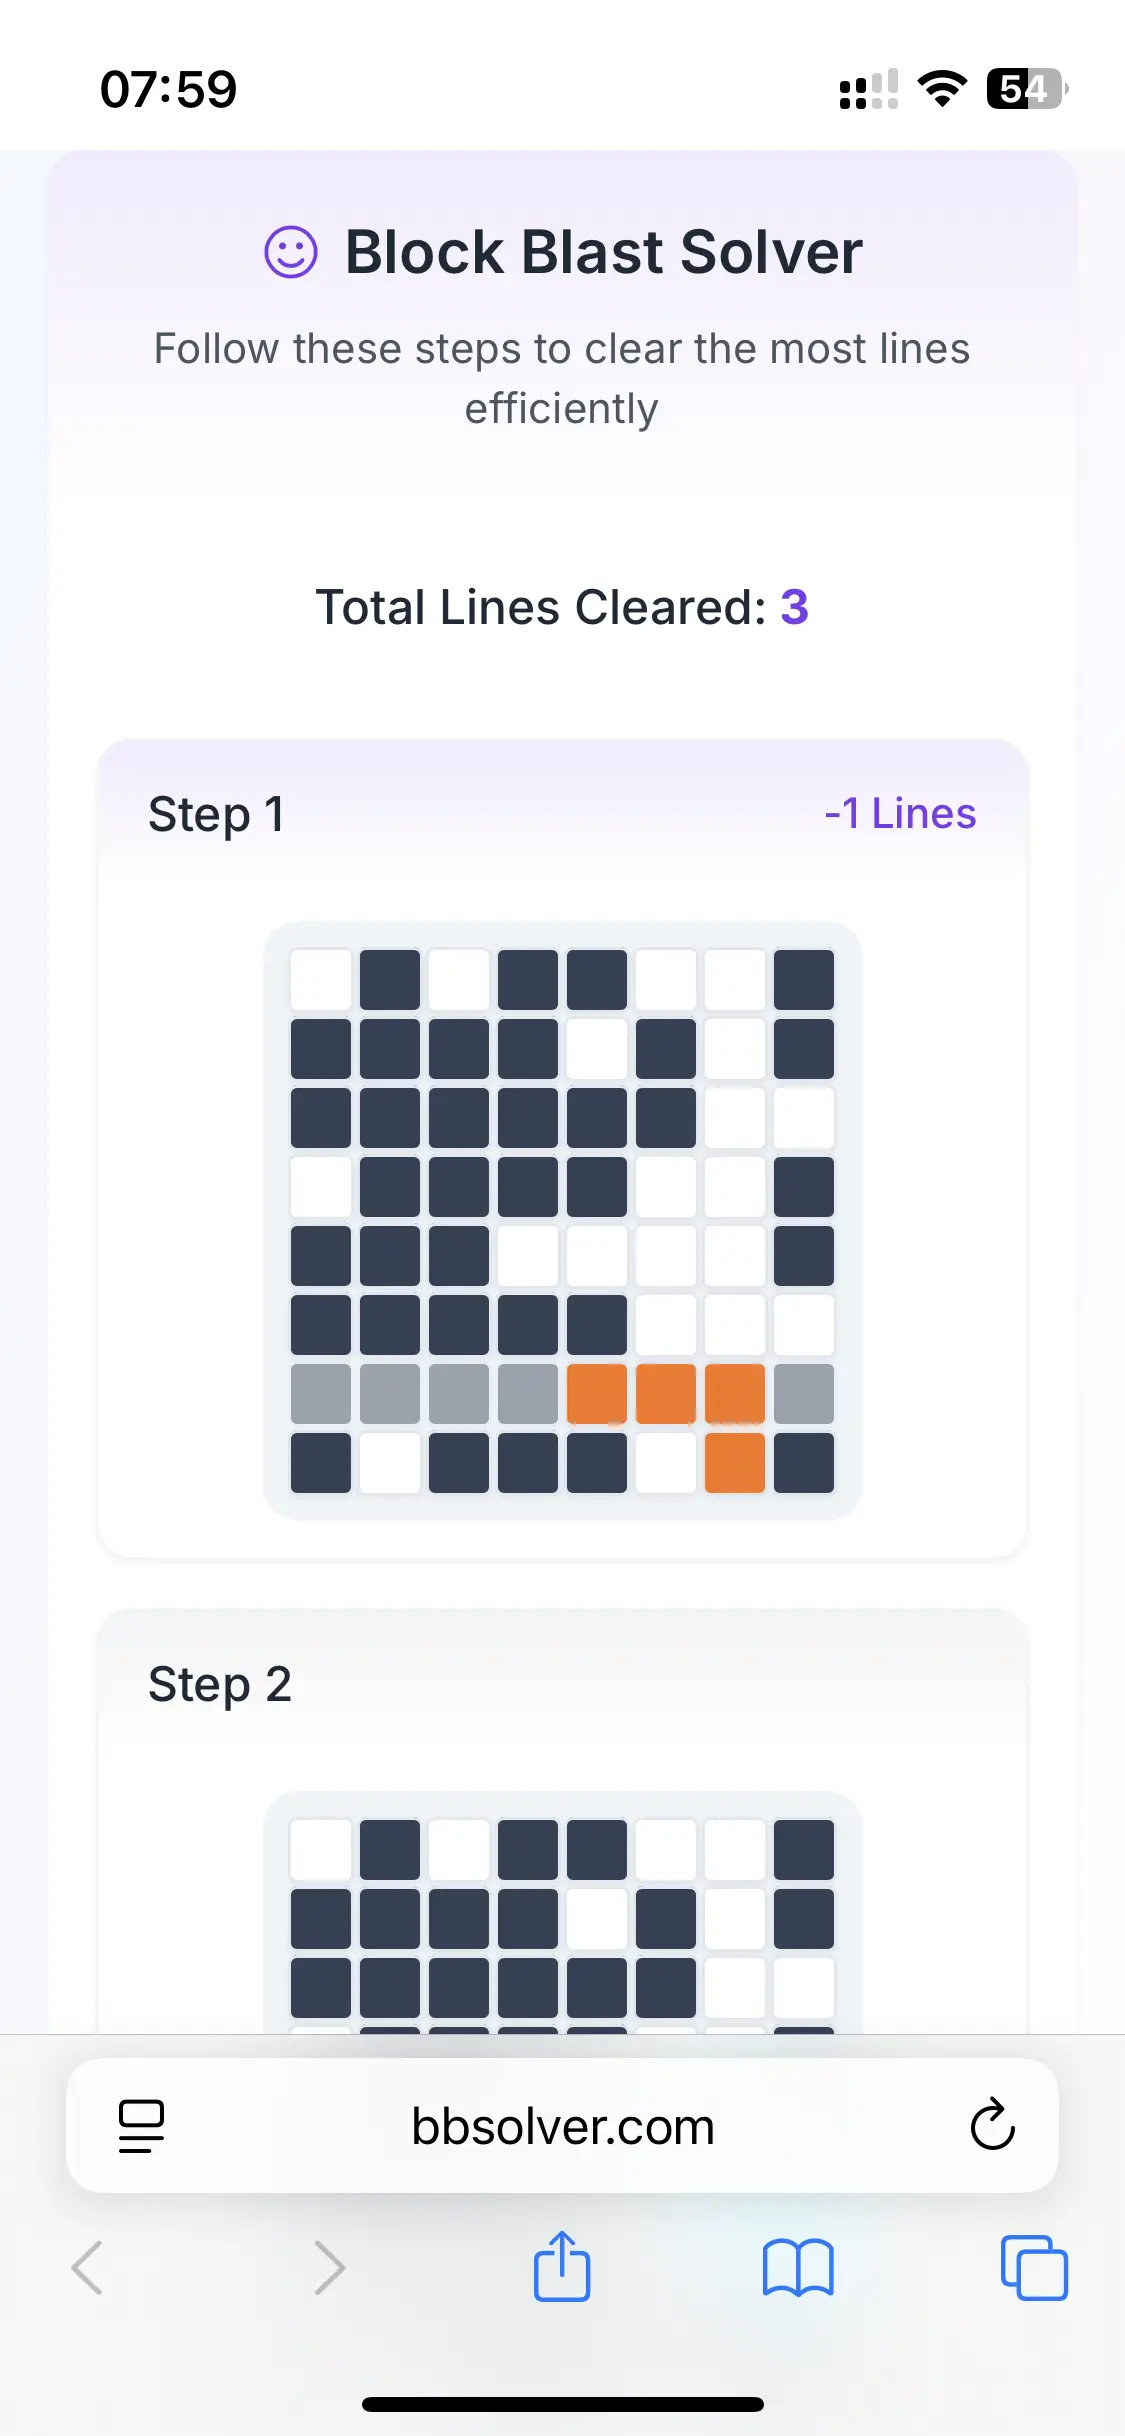 07:59
54
Block Blast Solver
Follow these steps to clear the most lines
efficiently
Total Lines Cleared: 3
Step 1
-1 Lines
Step 2
bbsolver.com